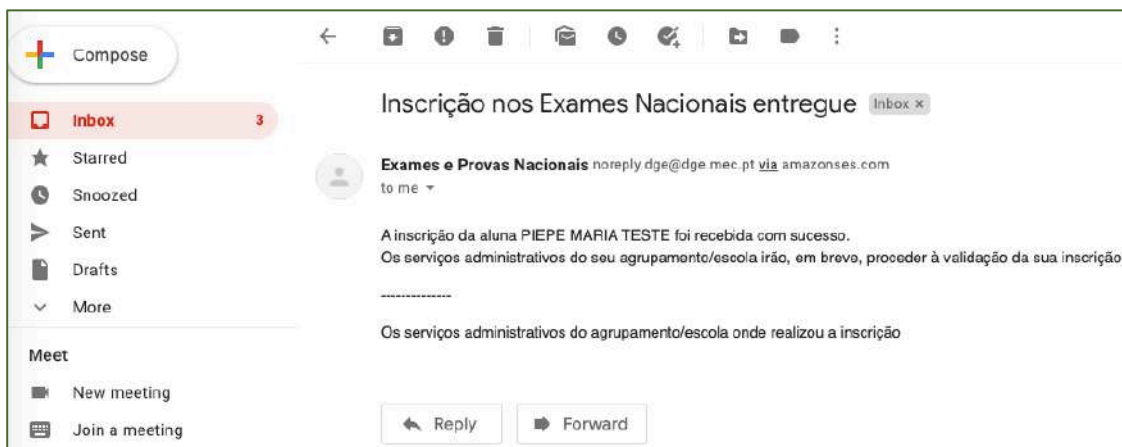 Compose
Inbox 3
Starred
Snoozed
Sent
Drafts
More
Meet
New meeting
Join a meeting
Inscrição nos Exames Nacionais entregue Inbox ×
Exames e Provas Nacionais noreply.dge@dge.mec.pt via amazonses.com
to me
A inscrição da aluna PIEPE MARIA TESTE foi recebida com sucesso.
Os serviços administrativos do seu agrupamento/escola irão, em breve, proceder à validação da sua inscrição
--------------
Os serviços administrativos do agrupamento/escola onde realizou a inscrição
Reply Forward